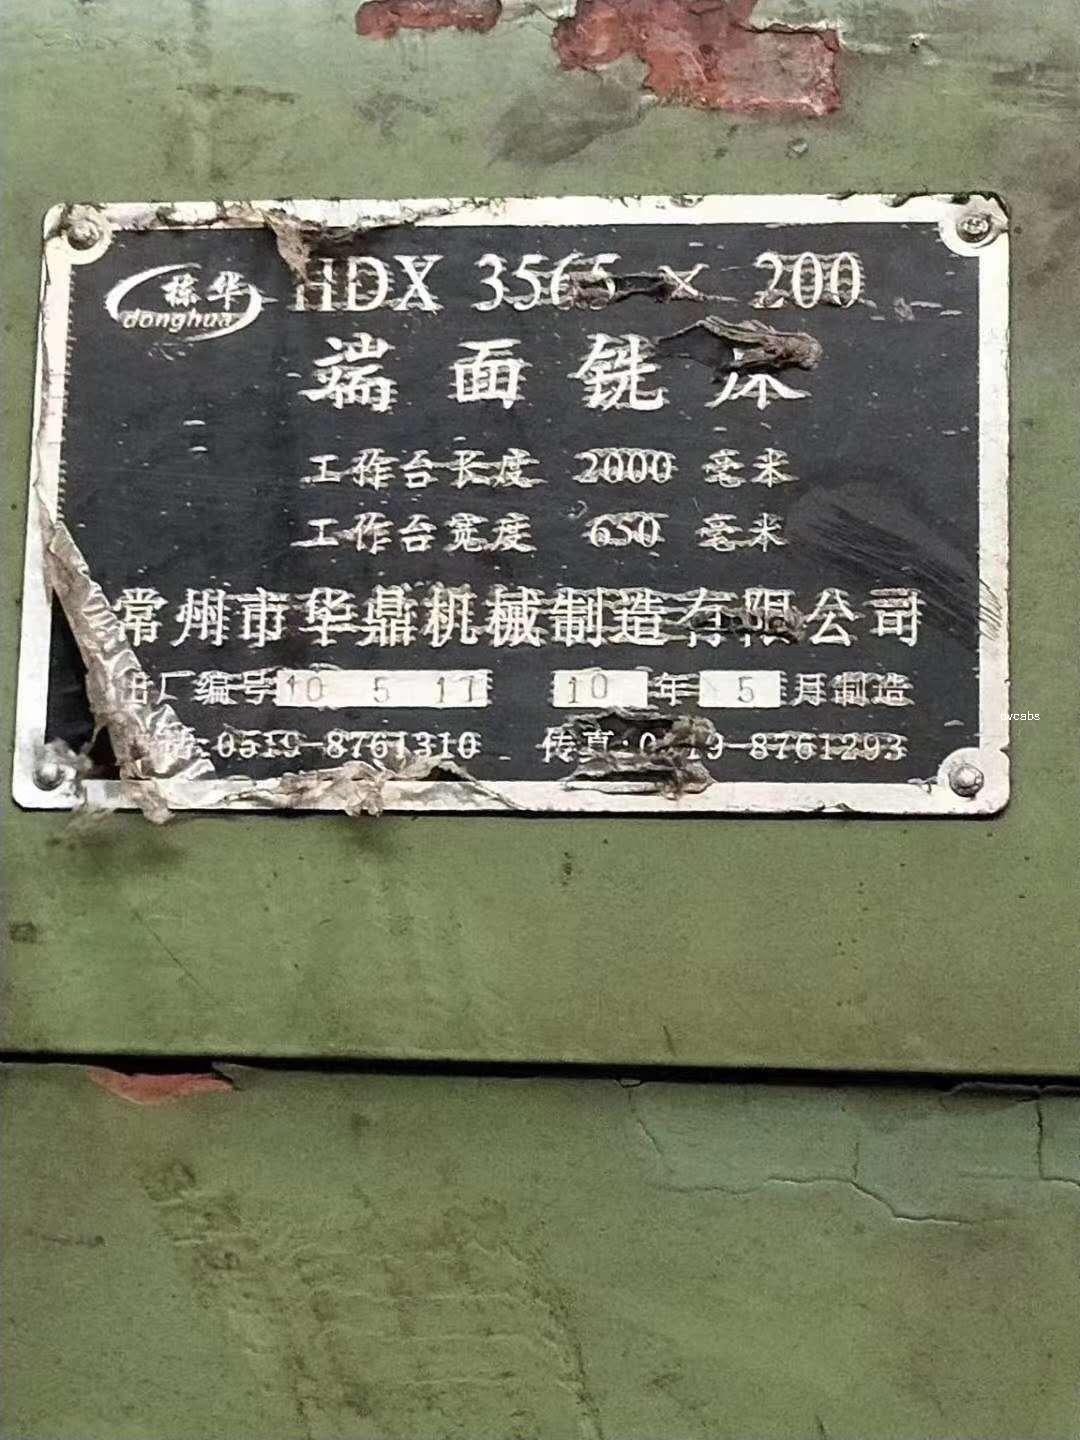 栋华
donghua
HDX 3565 × 200
端面铣床
工作台长度 2000 毫米
工作台宽度 650 毫米
常州市华鼎机械制造有限公司
出厂编号 10 5 17 10 年 5 月制造
0519-8761310 传真:0519-8761293
pvcabs